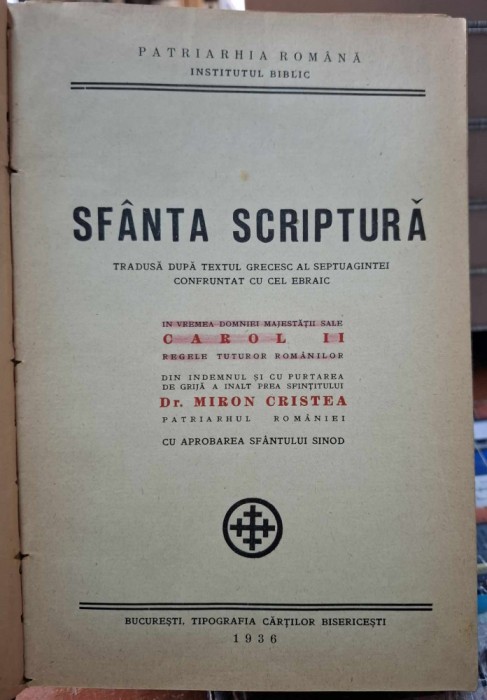 PATRIARHIA ROMÂNĂ
INSTITUTUL BIBLIC
SFÂNTA SCRIPTURĂ
TRADUSĂ DUPĂ TEXTUL GRECESC AL SEPTUAGINTEI
CONFRUNTAT CU CEL EBRAIC
IN VREMEA DOMNIEI MAJESTĂȚII SALE
CAROL II
REGELE TUTUROR ROMÂNILOR
DIN INDEMNUL ȘI CU PURTAREA
DE GRIJĂ A INALT PREA SFINȚITULUI
Dr. MIRON CRISTEA
PATRIARHUL ROMÂNIEI
CU APROBAREA SFÂNTULUI SINOD
BUCUREȘTI, TIPOGRAFIA CĂRȚILOR BISERICEȘTI
1936